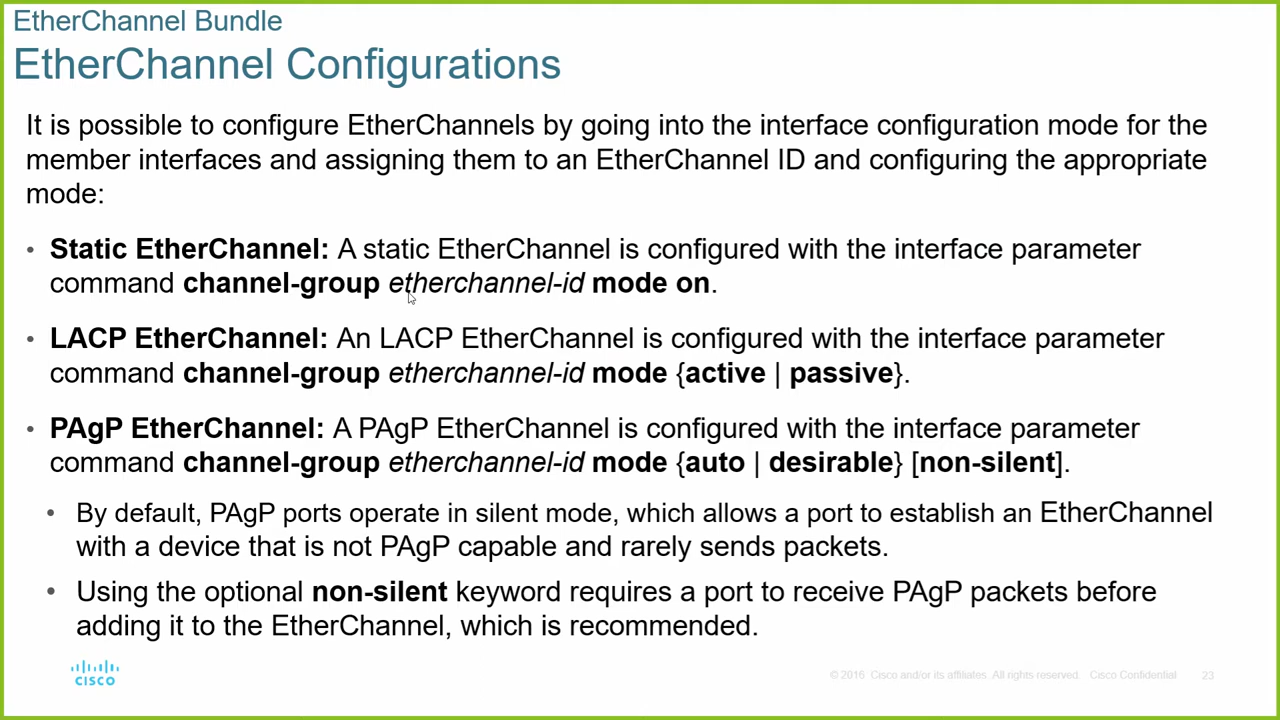 EtherChannel Bundle
EtherChannel Configurations
It is possible to configure EtherChannels by going into the interface configuration mode for the
member interfaces and assigning them to an EtherChannel ID and configuring the appropriate
mode:
• Static EtherChannel: A static EtherChannel is configured with the interface parameter
command channel-group etherchannel-id mode on.
• LACP EtherChannel: An LACP EtherChannel is configured with the interface parameter
command channel-group etherchannel-id mode {active | passive}.
• PAgP EtherChannel: A PAgP EtherChannel is configured with the interface parameter
command channel-group etherchannel-id mode {auto | desirable} [non-silent].
• By default, PAgP ports operate in silent mode, which allows a port to establish an EtherChannel
with a device that is not PAgP capable and rarely sends packets.
• Using the optional non-silent keyword requires a port to receive PAgP packets before
adding it to the EtherChannel, which is recommended.
CISCO
© 2016 Cisco and/or its affiliates. All rights reserved. Cisco Confidential 23